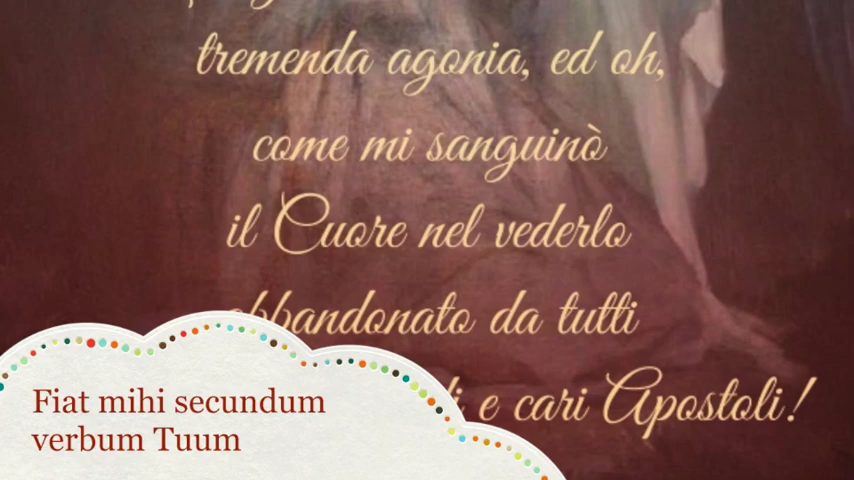 tremenda agonia, ed oh,
come mi sanguinò
il Cuore nel vederlo
abbandonato da tutti
e cari Apostoli!
Fiat mihi secundum
verbum Tuum